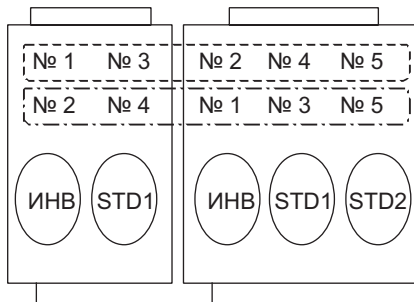 № 1 № 3 № 2 № 4 № 5
№ 2 № 4 № 1 № 3 № 5
ИНВ STD1 ИНВ STD1 STD2